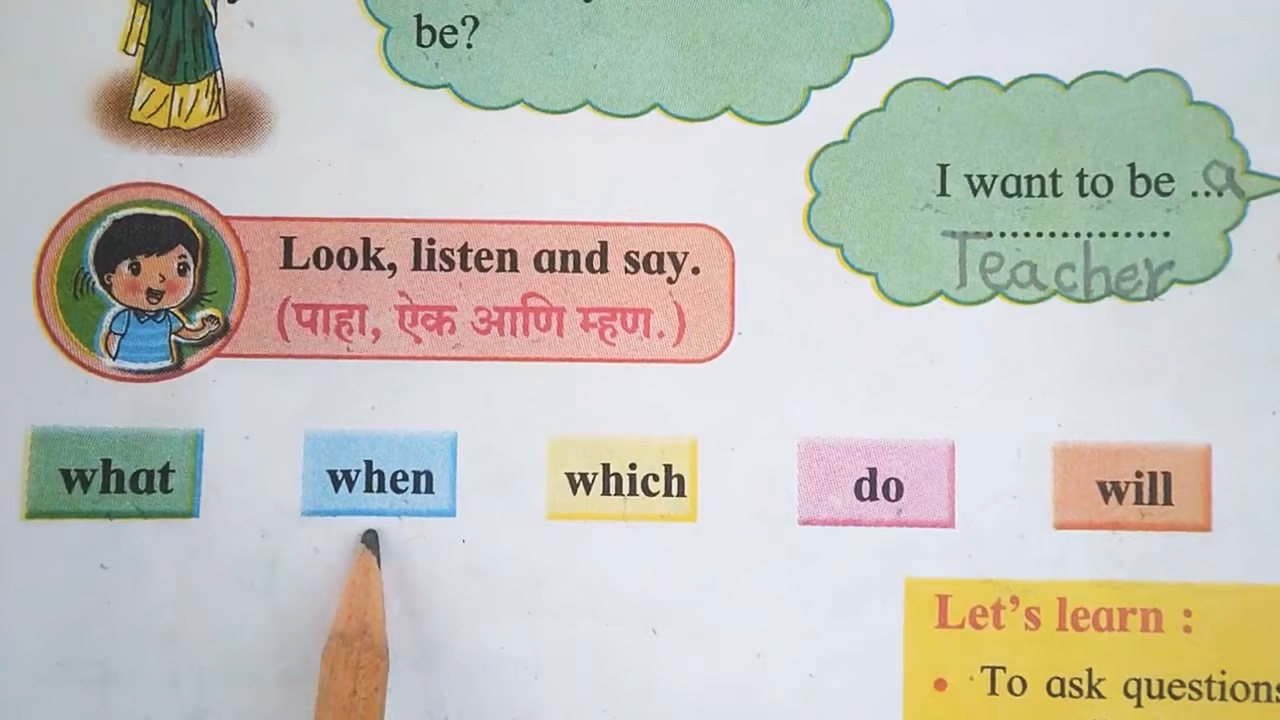 be?
I want to be ...a
Teacher
Look, listen and say.
(पाहा, ऐक आणि म्हण.)
what when which do will
Let's learn :
• To ask questions